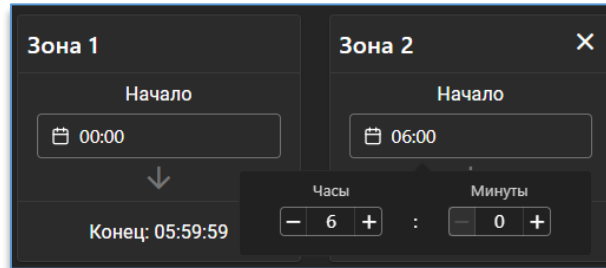 Зона 1
Зона 2
Начало
Начало
00:00
06:00
Часы
Минуты
6 : 0
Конец: 05:59:59